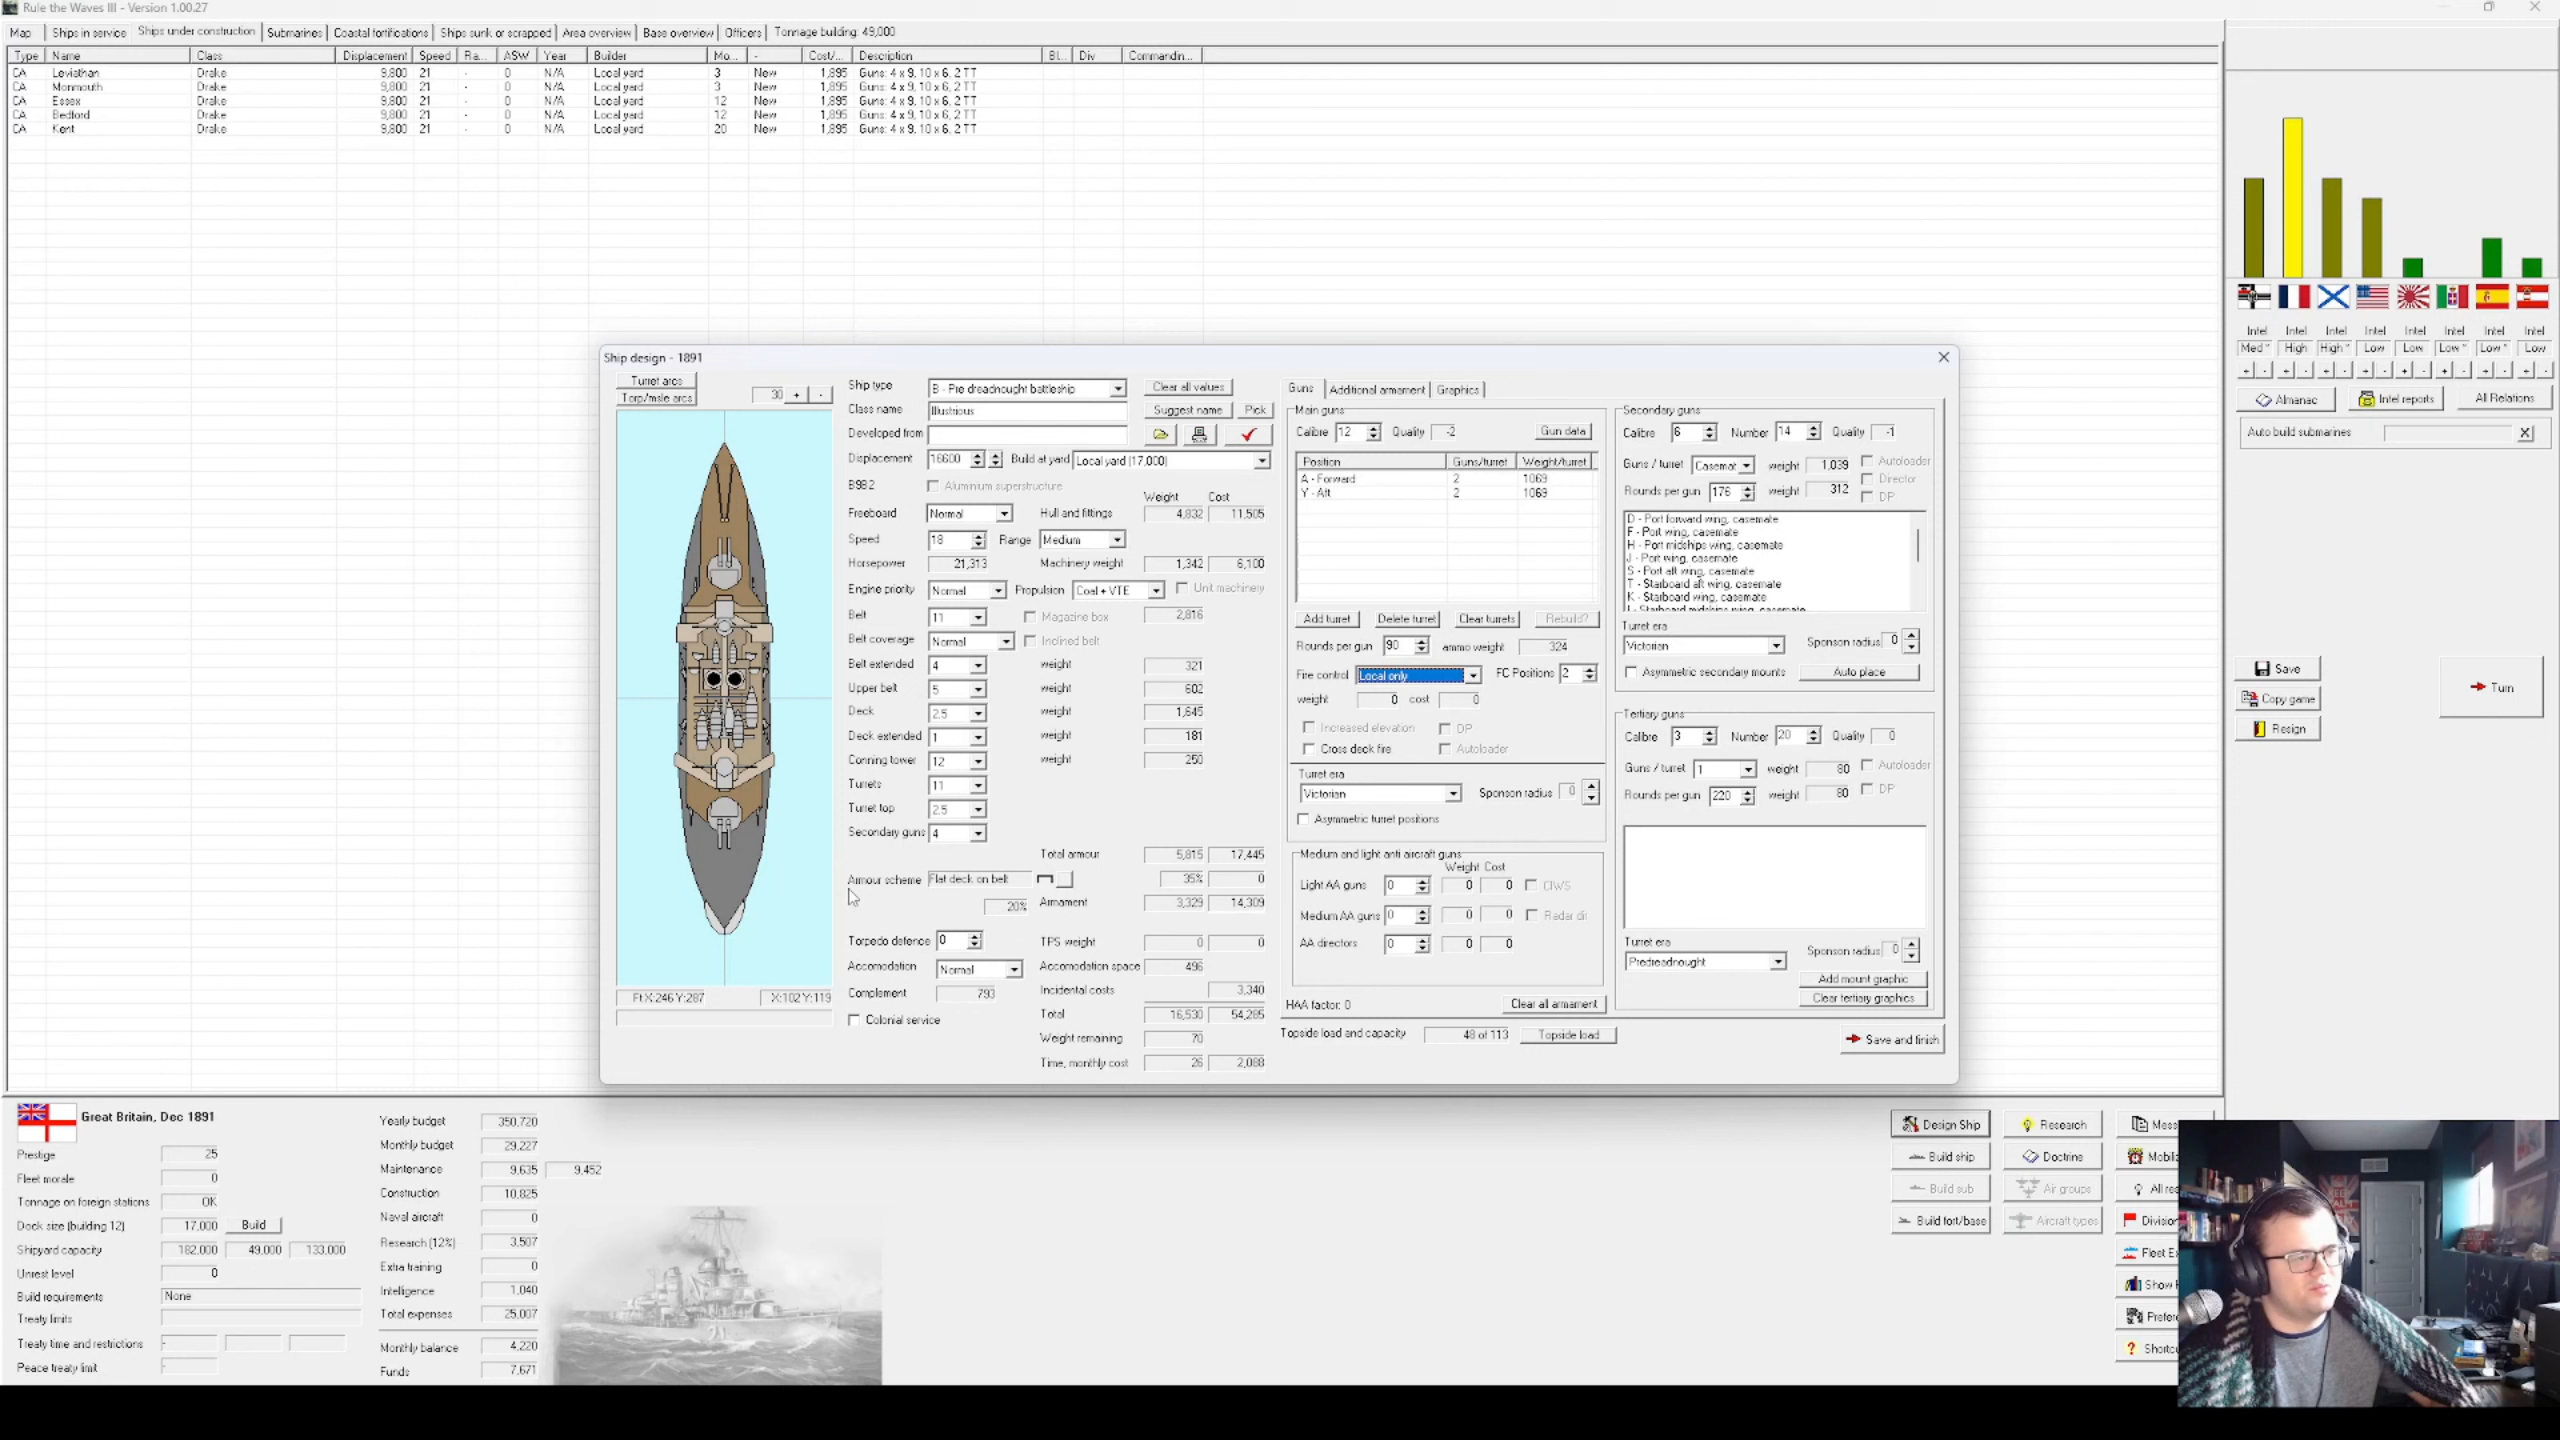 Rule the Waves III - Version 1.00.27
Map
Ships in service
Ships under construction
Submarines
Coastal fortifications
Ships sunk or scrapped
Area overview
Base overview
Officers
Tonnage building: 49,000
Type Name Class Displacement Speed Ra... ASW Year Builder Mo... - Cost/... Description Bl... Div Commandin...
CA Leviathan Drake 9,800 21 - 0 N/A Local yard 3 New 1,895 Guns: 4 x 9, 10 x 6, 2 TT
CA Monmouth Drake 9,800 21 - 0 N/A Local yard 3 New 1,895 Guns: 4 x 9, 10 x 6, 2 TT
CA Essex Drake 9,800 21 - 0 N/A Local yard 12 New 1,895 Guns: 4 x 9, 10 x 6, 2 TT
CA Bedford Drake 9,800 21 - 0 N/A Local yard 12 New 1,895 Guns: 4 x 9, 10 x 6, 2 TT
CA Kent Drake 9,800 21 - 0 N/A Local yard 20 New 1,895 Guns: 4 x 9, 10 x 6, 2 TT
Ship design - 1891
Turret arcs
Torp/msle arcs
30 + -
Ft X:246 Y:287
X:102 Y:119
Ship type B - Pre dreadnought battleship Clear all values
Class name Illustrious Suggest name Pick
Developed from
Displacement 16600 Build at yard Local yard (17,000)
B982 Aluminium superstructure
Weight Cost
Freeboard Normal Hull and fittings 4,832 11,505
Speed 18 Range Medium
Horsepower 21,313 Machinery weight 1,342 6,100
Engine priority Normal Propulsion Coal + VTE Unit machinery
Belt 11 Magazine box 2,816
Belt coverage Normal Inclined belt
Belt extended 4 weight 321
Upper belt 5 weight 602
Deck 2.5 weight 1,645
Deck extended 1 weight 181
Conning tower 12 weight 250
Turrets 11
Turret top 2.5
Secondary guns 4
Total armour 5,815 17,445
Armour scheme Flat deck on belt 35% 0
20% Armament 3,329 14,309
Torpedo defence 0 TPS weight 0 0
Accomodation Normal Accomodation space 496
Complement 793 Incidental costs 3,340
Colonial service Total 16,530 54,285
Weight remaining 70
Time, monthly cost 26 2,088
Guns Additional armament Graphics
Main guns
Calibre 12 Quality -2 Gun data
Position Guns/turret Weight/turret
A - Forward 2 1069
Y - Aft 2 1069
Add turret Delete turret Clear turrets Rebuild?
Rounds per gun 90 ammo weight 324
Fire control Local only FC Positions 2
weight 0 cost 0
Increased elevation DP
Cross deck fire Autoloader
Turret era
Victorian Sponson radius 0
Asymmetric turret positions
Medium and light anti aircraft guns
Weight Cost
Light AA guns 0 0 0 CIWS
Medium AA guns 0 0 0 Radar dir
AA directors 0 0 0
HAA factor: 0 Clear all armament
Topside load and capacity 48 of 113 Topside load
Secondary guns
Calibre 6 Number 14 Quality -1
Guns / turret Casemat weight 1,039 Autoloader
Director
Rounds per gun 176 weight 312 DP
D - Port forward wing, casemate
F - Port wing, casemate
H - Port midships wing, casemate
J - Port wing, casemate
S - Port aft wing, casemate
T - Starboard aft wing, casemate
K - Starboard wing, casemate
I - Starboard midships wing, casemate
Turret era
Victorian Sponson radius 0
Asymmetric secondary mounts Auto place
Tertiary guns
Calibre 3 Number 20 Quality 0
Guns / turret 1 weight 80 Autoloader
Rounds per gun 220 weight 80 DP
Turret era
Predreadnought Sponson radius 0
Add mount graphic
Clear tertiary graphics
Save and finish
Intel Intel Intel Intel Intel Intel Intel Intel
Med * High High * Low Low Low * Low * Low
+ - + - + - + - + - + - + - + -
Almanac Intel reports All Relations
Auto build submarines X
Save
Copy game
Resign
Turn
Great Britain, Dec 1891
Prestige 25
Fleet morale 0
Tonnage on foreign stations OK
Dock size (building 12) 17,000 Build
Shipyard capacity 182,000 49,000 133,000
Unrest level 0
Build requirements None
Treaty limits
Treaty time and restrictions -
Peace treaty limit -
Yearly budget 350,720
Monthly budget 29,227
Maintenance 9,635 9,452
Construction 10,825
Naval aircraft 0
Research (12%) 3,507
Extra training 0
Intelligence 1,040
Total expenses 25,007
Monthly balance 4,220
Funds 7,671
Design Ship Research Mess
Build ship Doctrine Mobili
Build sub Air groups All rea
Build fort/base Aircraft types Division
Fleet Ex
Show
Prefere
Shortcu